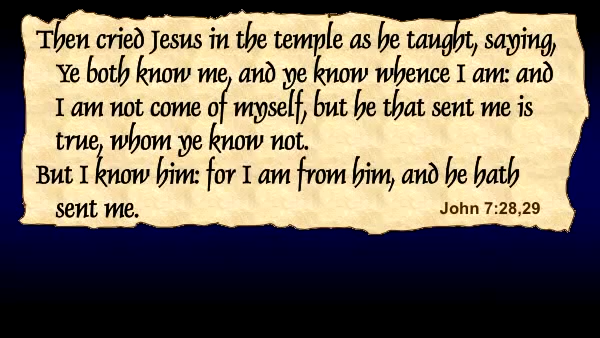 Then cried Jesus in the temple as he taught, saying,
Ye both know me, and ye know whence I am: and
I am not come of myself, but he that sent me is
true, whom ye know not.
But I know him: for I am from him, and he hath
sent me.
John 7:28,29